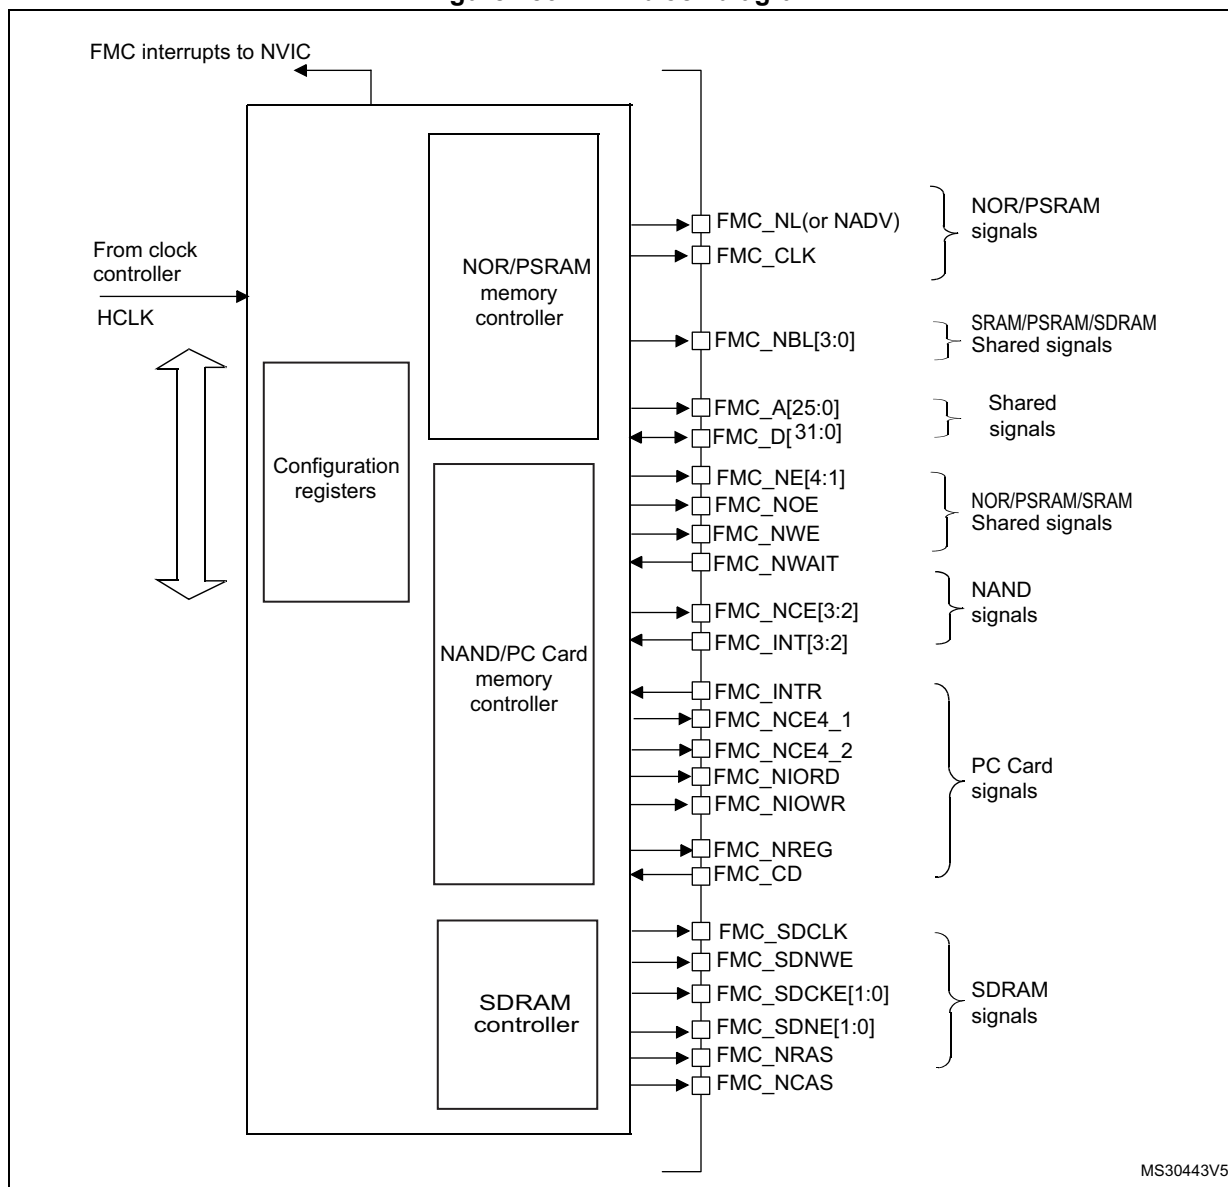 FMC interrupts to NVIC
From clock
controller
HCLK
Configuration
registers
NOR/PSRAM
memory
controller
NAND/PC Card
memory
controller
SDRAM
controller
FMC_NL(or NADV)
FMC_CLK
FMC_NBL[3:0]
FMC_A[25:0]
FMC_D[31:0]
FMC_NE[4:1]
FMC_NOE
FMC_NWE
FMC_NWAIT
FMC_NCE[3:2]
FMC_INT[3:2]
FMC_INTR
FMC_NCE4_1
FMC_NCE4_2
FMC_NIORD
FMC_NIOWR
FMC_NREG
FMC_CD
FMC_SDCLK
FMC_SDNWE
FMC_SDCKE[1:0]
FMC_SDNE[1:0]
FMC_NRAS
FMC_NCAS
NOR/PSRAM
signals
SRAM/PSRAM/SDRAM
Shared signals
Shared
signals
NOR/PSRAM/SRAM
Shared signals
NAND
signals
PC Card
signals
SDRAM
signals
MS30443V5